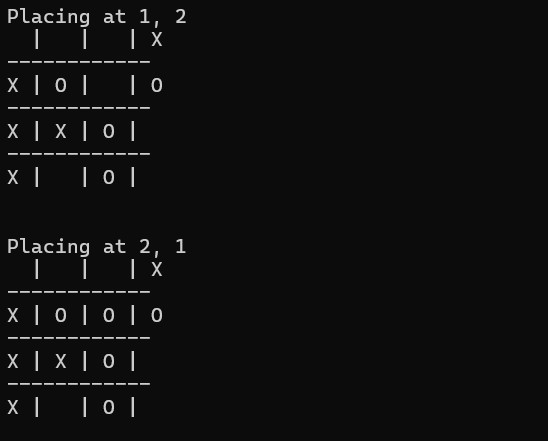 Placing at 1, 2
  |   |   | X
------------
X | O |   | O
------------
X | X | O |
------------
X |   | O |
Placing at 2, 1
  |   |   | X
------------
X | O | O | O
------------
X | X | O |
------------
X |   | O |